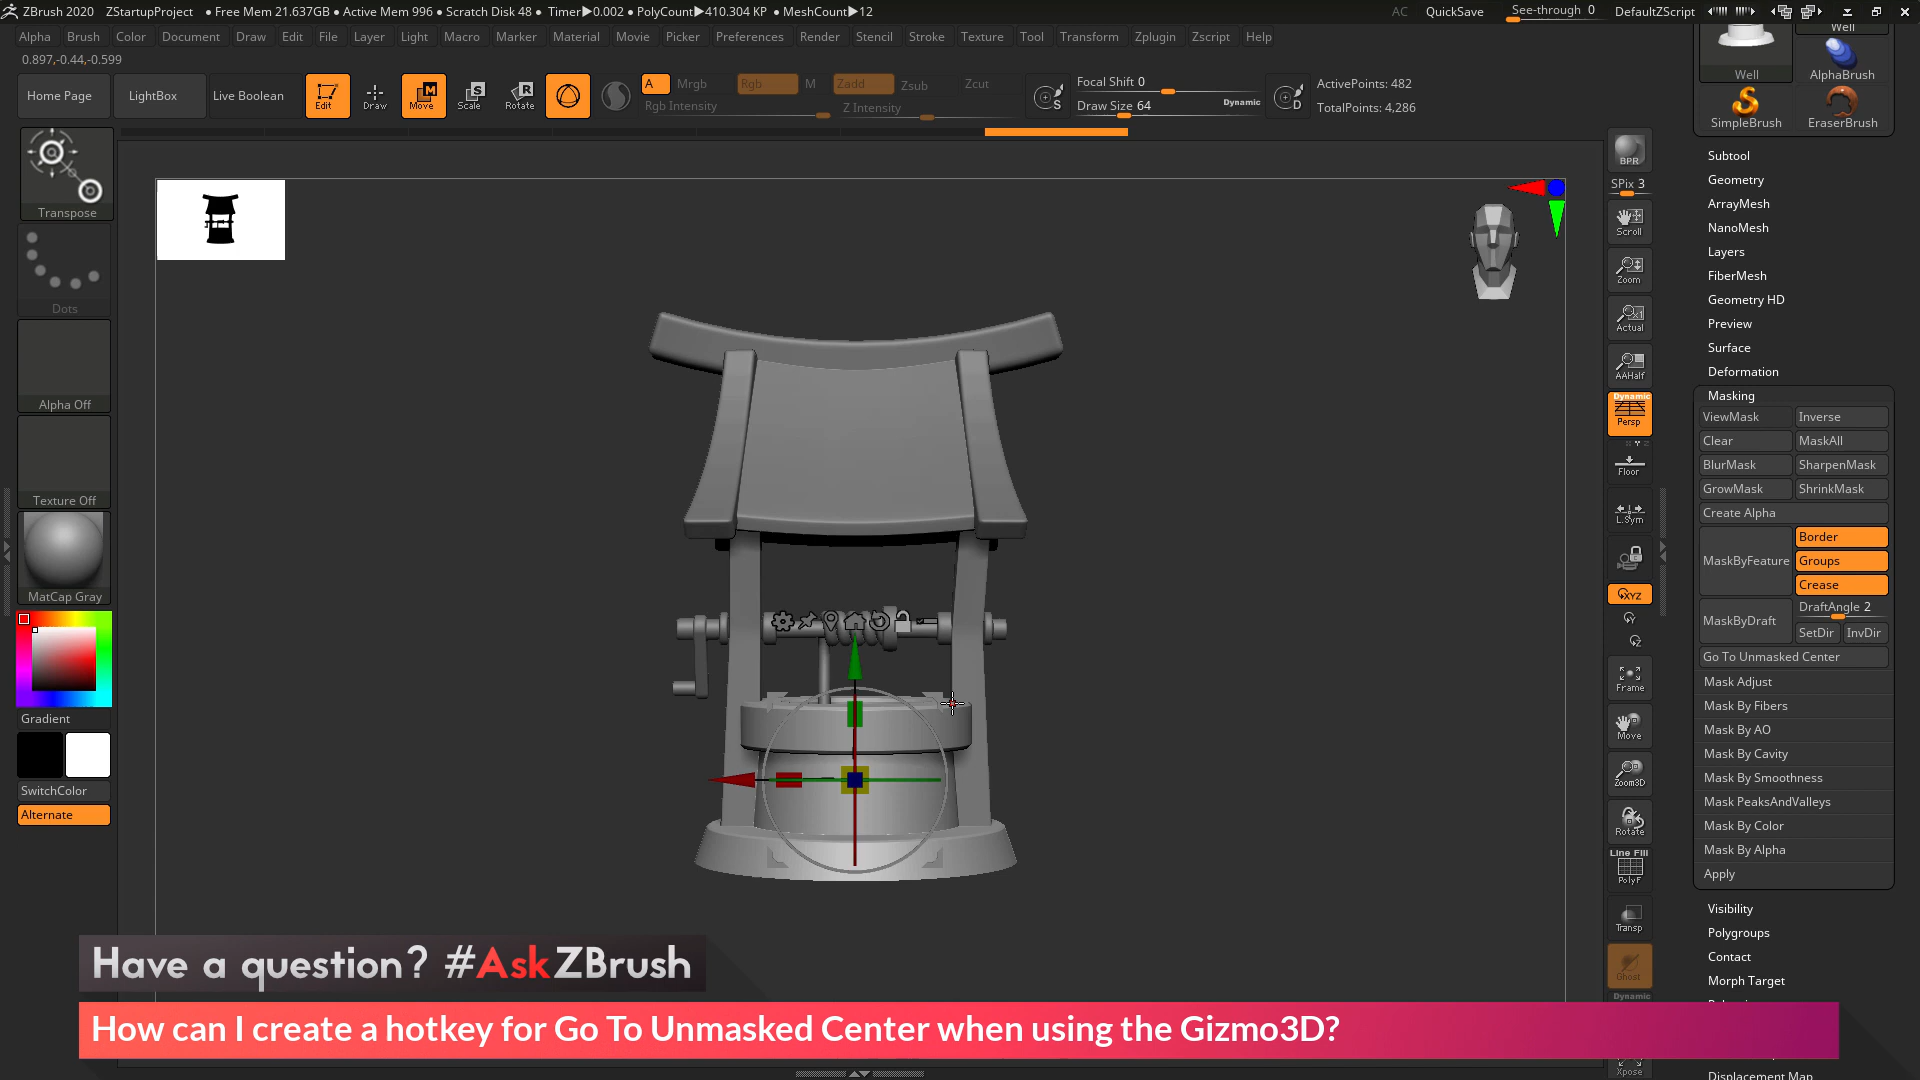 ZBrush 2020 ZStartupProject • Free Mem 21.637GB • Active Mem 996 • Scratch Disk 48 • Timer▶0.002 • PolyCount▶410.304 KP • MeshCount▶12 AC QuickSave See-through 0 DefaultZScript
Alpha Brush Color Document Draw Edit File Layer Light Macro Marker Material Movie Picker Preferences Render Stencil Stroke Texture Tool Transform Zplugin Zscript Help
0.897,-0.44,-0.599
Home Page LightBox Live Boolean Edit Draw Move Scale Rotate
A Mrgb Rgb M Zadd Zsub Zcut
Rgb Intensity Z Intensity
Focal Shift 0
Draw Size 64 Dynamic
ActivePoints: 482
TotalPoints: 4,286
Transpose
Dots
Alpha Off
Texture Off
MatCap Gray
Gradient
SwitchColor
Alternate
BPR
SPix 3
Scroll
Zoom
Actual
AAHalf
Dynamic
Persp
Floor
L.Sym
XYZ
Frame
Move
Zoom3D
Rotate
Line Fill
PolyF
Transp
Ghost
Dynamic
Xpose
Well
Well AlphaBrush
SimpleBrush EraserBrush
Subtool
Geometry
ArrayMesh
NanoMesh
Layers
FiberMesh
Geometry HD
Preview
Surface
Deformation
Masking
ViewMask Inverse
Clear MaskAll
BlurMask SharpenMask
GrowMask ShrinkMask
Create Alpha
MaskByFeature Border
Groups
Crease
MaskByDraft DraftAngle 2
SetDir InvDir
Go To Unmasked Center
Mask Adjust
Mask By Fibers
Mask By AO
Mask By Cavity
Mask By Smoothness
Mask PeaksAndValleys
Mask By Color
Mask By Alpha
Apply
Visibility
Polygroups
Contact
Morph Target
Displacement Map
Have a question? #AskZBrush
How can I create a hotkey for Go To Unmasked Center when using the Gizmo3D?